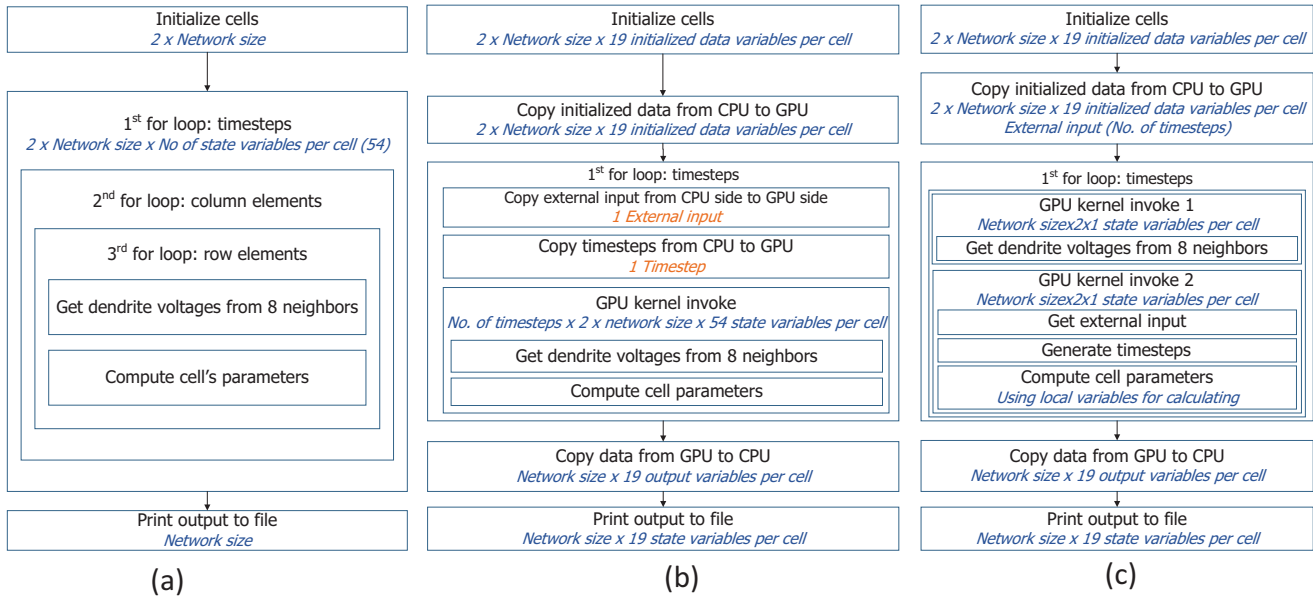 Initialize cells
2 x Network size
1st for loop: timesteps
2 x Network size x No of state variables per cell (54)
2nd for loop: column elements
3rd for loop: row elements
Get dendrite voltages from 8 neighbors
Compute cell's parameters
Print output to file
Network size
(a)
Initialize cells
2 x Network size x 19 initialized data variables per cell
Copy initialized data from CPU to GPU
2 x Network size x 19 initialized data variables per cell
1st for loop: timesteps
Copy external input from CPU side to GPU side
1 External input
Copy timesteps from CPU to GPU
1 Timestep
GPU kernel invoke
No. of timesteps x 2 x network size x 54 state variables per cell
Get dendrite voltages from 8 neighbors
Compute cell parameters
Copy data from GPU to CPU
Network size x 19 output variables per cell
Print output to file
Network size x 19 state variables per cell
(b)
Initialize cells
2 x Network size x 19 initialized data variables per cell
Copy initialized data from CPU to GPU
2 x Network size x 19 initialized data variables per cell
External input (No. of timesteps)
1st for loop: timesteps
GPU kernel invoke 1
Network sizex2x1 state variables per cell
Get dendrite voltages from 8 neighbors
GPU kernel invoke 2
Network sizex2x1 state variables per cell
Get external input
Generate timesteps
Compute cell parameters
Using local variables for calculating
Copy data from GPU to CPU
Network size x 19 output variables per cell
Print output to file
Network size x 19 state variables per cell
(c)